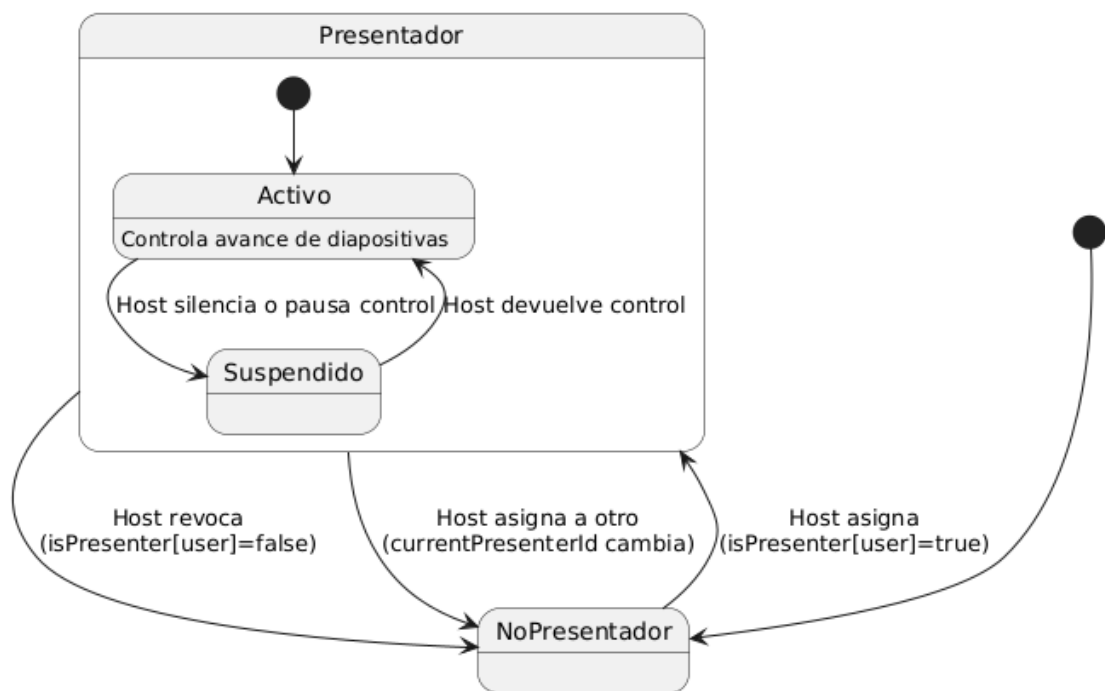 Presentador
Activo
Controla avance de diapositivas
Host silencia o pausa control
Host devuelve control
Suspendido
Host revoca
(isPresenter[user]=false)
Host asigna a otro
(currentPresenterId cambia)
Host asigna
(isPresenter[user]=true)
NoPresentador